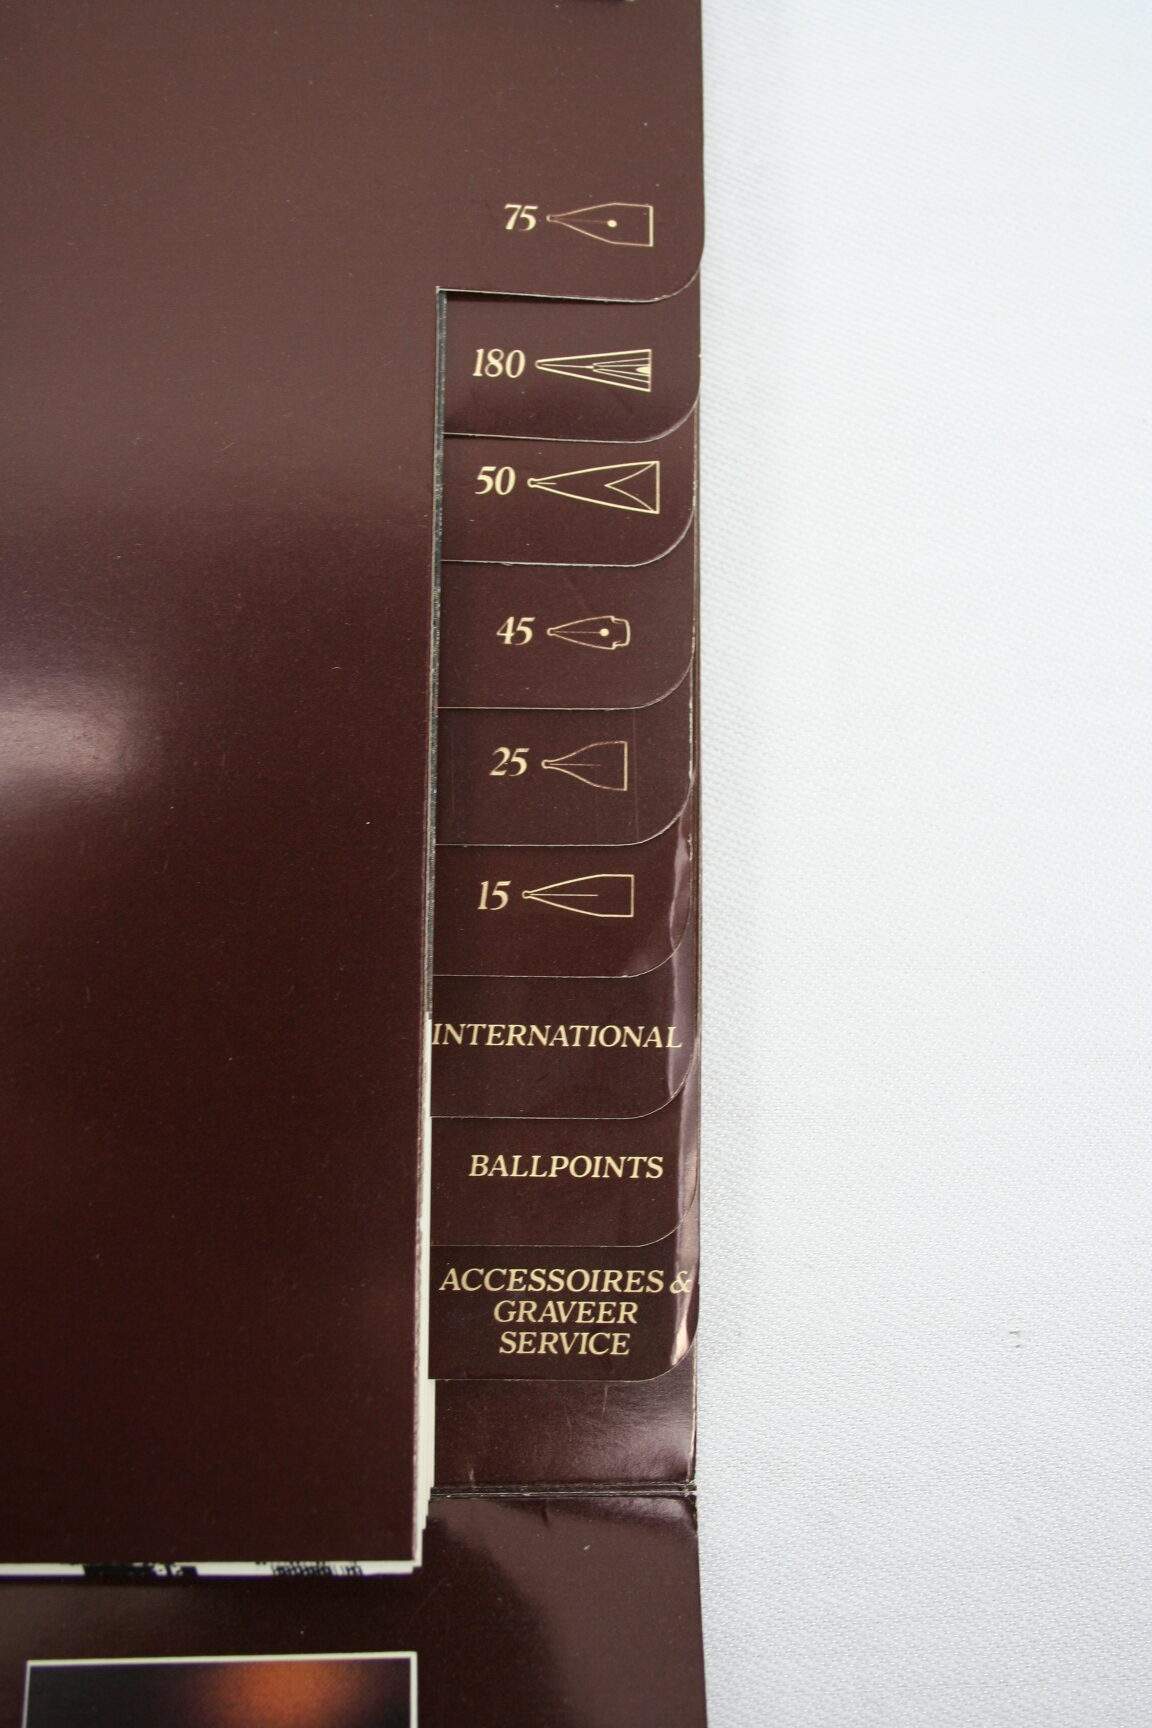 75
180
50
45
25
15
INTERNATIONAL
BALLPOINTS
ACCESSOIRES &
GRAVEER
SERVICE